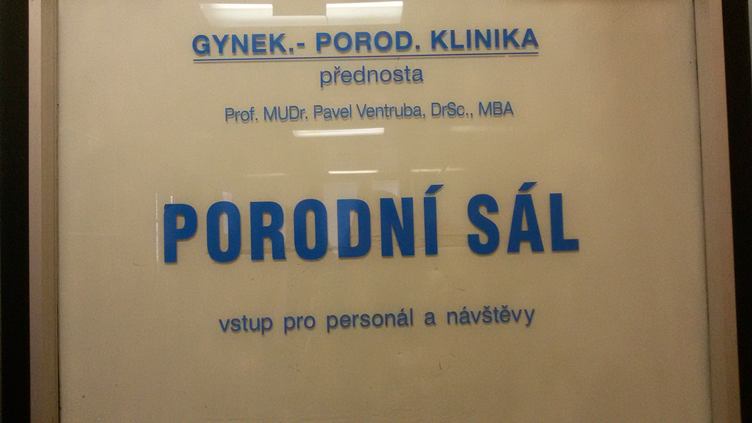 GYNEK.- POROD. KLINIKA
přednosta
Prof. MUDr. Pavel Ventruba, DrSc., MBA
PORODNÍ SÁL
vstup pro personál a návštěvy